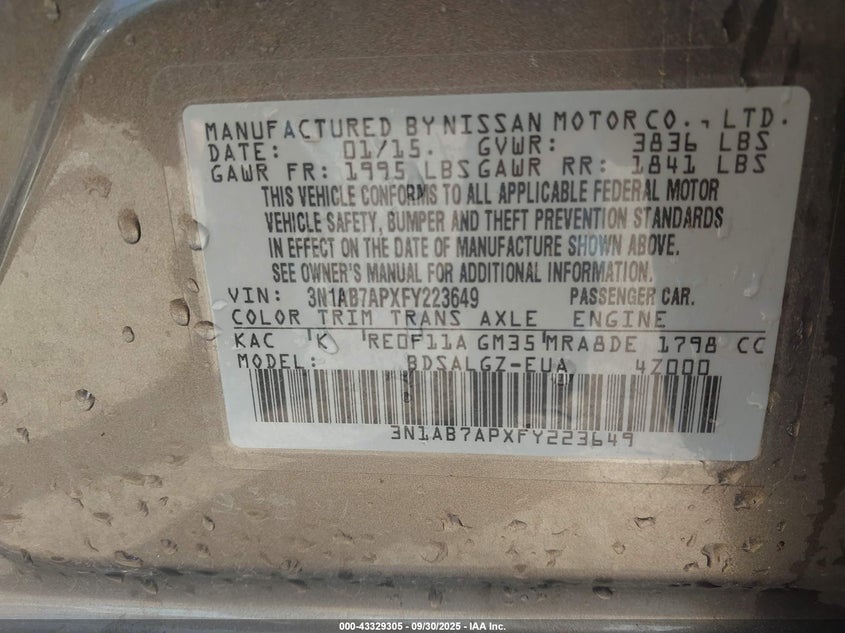 MANUFACTURED BY NISSAN MOTOR CO., LTD.
DATE: 01/15. GVWR: 3836 LBS
GAWR FR: 1995 LBS GAWR RR: 1841 LBS
THIS VEHICLE CONFORMS TO ALL APPLICABLE FEDERAL MOTOR
VEHICLE SAFETY, BUMPER AND THEFT PREVENTION STANDARDS
IN EFFECT ON THE DATE OF MANUFACTURE SHOWN ABOVE.
SEE OWNER'S MANUAL FOR ADDITIONAL INFORMATION.
VIN: 3N1AB7APXFY223649 PASSENGER CAR.
COLOR TRIM TRANS AXLE ENGINE
KAC K RE0F11A GM35 MRA8DE 1798 CC
MODEL: BDSALGZ-EUA 4Z000
3N1AB7APXFY223649
000-43329305 - 09/30/2025 - IAA Inc.